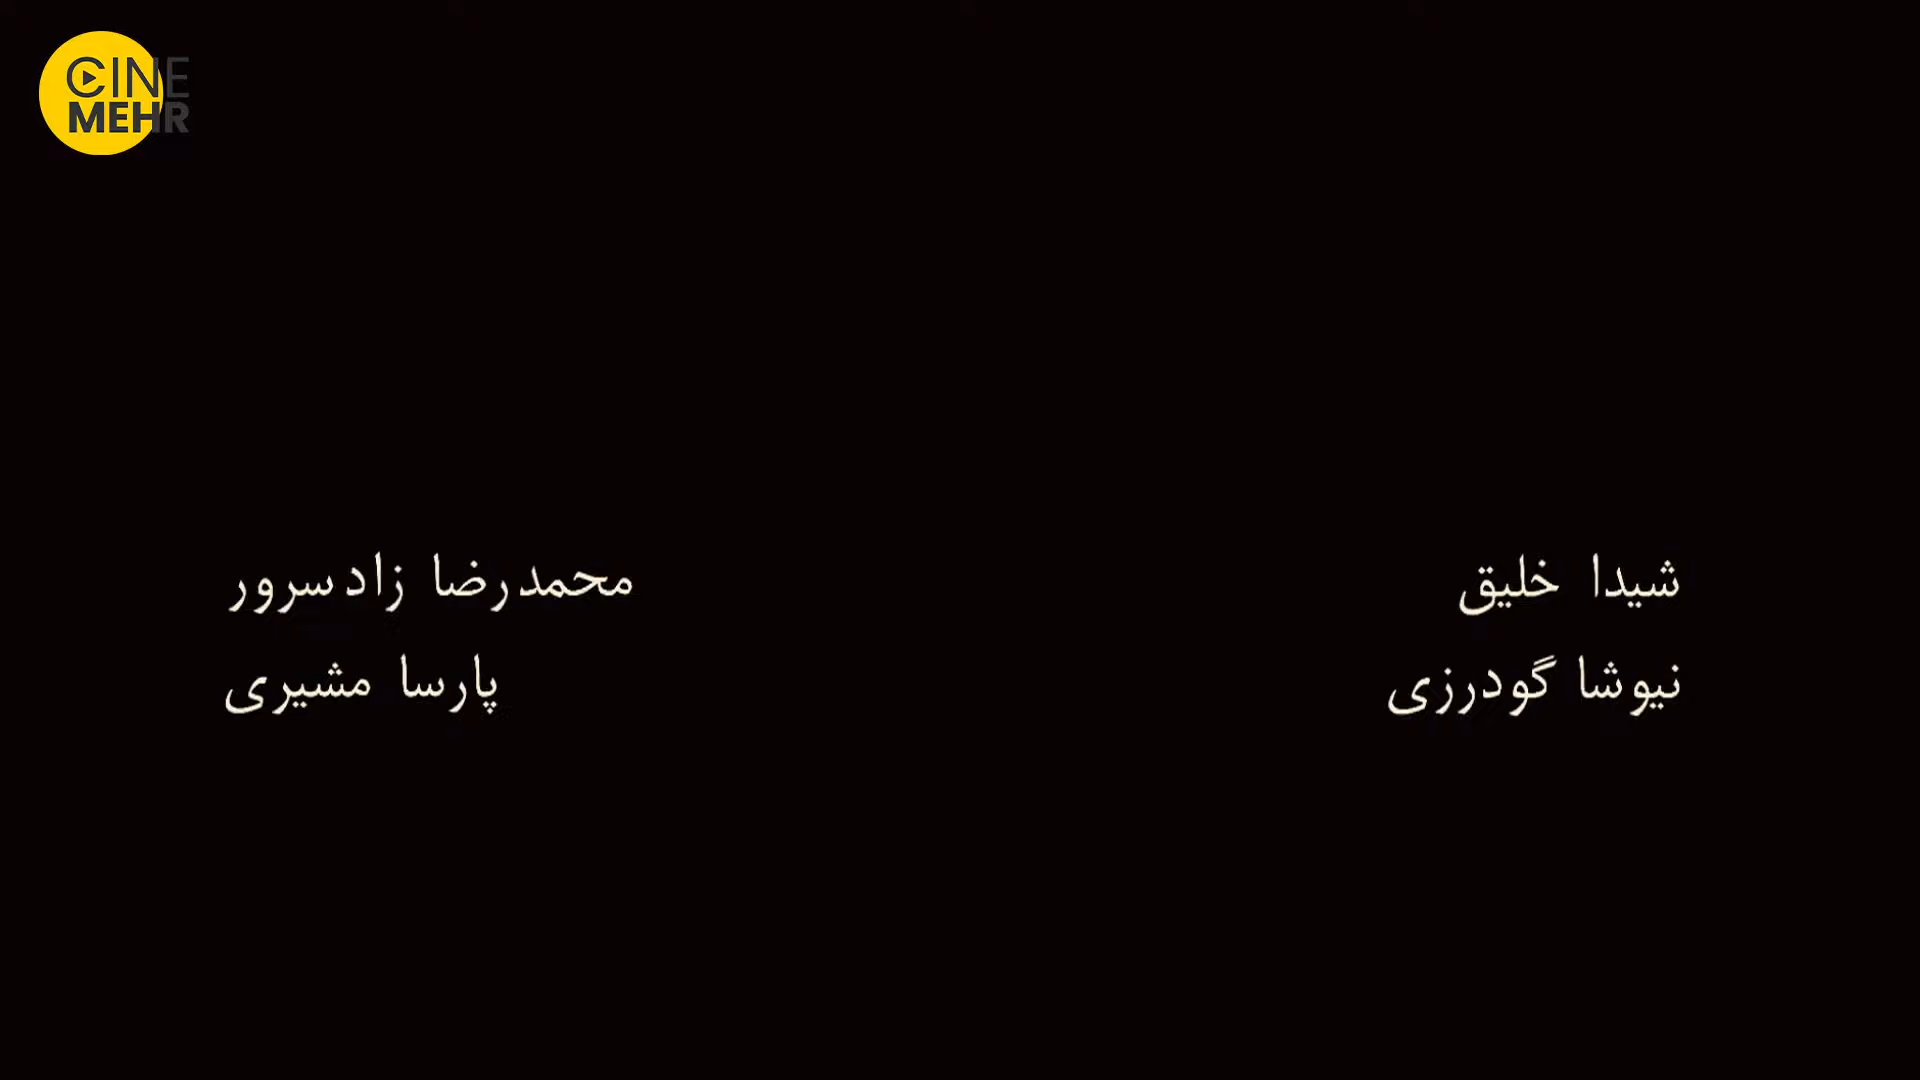 CINE
MEHR
شیدا خلیق
محمدرضا زادسرور
نیوشا گودرزی
پارسا مشیری